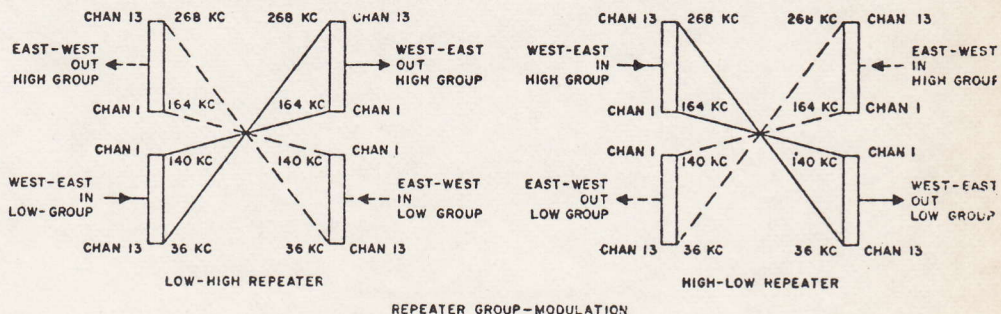 CHAN 13 268 KC 268 KC CHAN 13
EAST-WEST
OUT
HIGH GROUP
WEST-EAST
OUT
HIGH GROUP
CHAN 1 164 KC 164 KC CHAN 1
CHAN 1 140 KC 140 KC CHAN 1
WEST-EAST
IN
LOW-GROUP
EAST-WEST
IN
LOW GROUP
CHAN 13 36 KC 36 KC CHAN 13
LOW-HIGH REPEATER
CHAN 13 268 KC 268 KC CHAN 13
WEST-EAST
IN
HIGH GROUP
EAST-WEST
IN
HIGH GROUP
CHAN 1 164 KC 164 KC CHAN 1
CHAN 1 140 KC 140 KC CHAN 1
EAST-WEST
OUT
LOW GROUP
WEST-EAST
OUT
LOW GROUP
CHAN 13 36 KC 36 KC CHAN 13
HIGH-LOW REPEATER
REPEATER GROUP-MODULATION